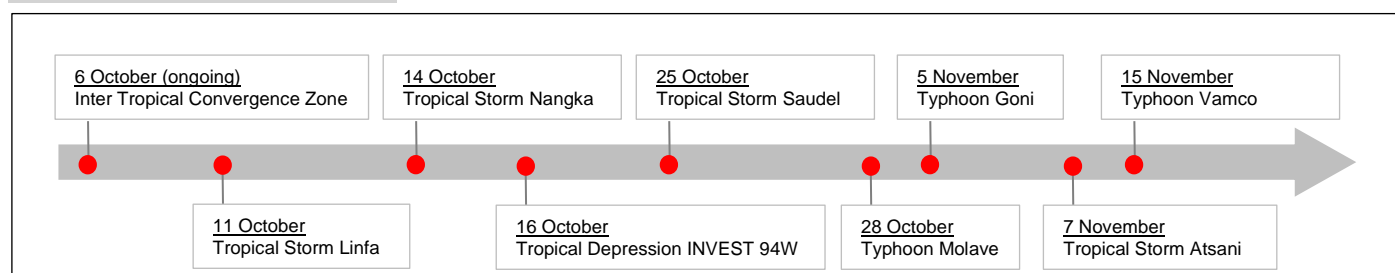 6 October (ongoing)
Inter Tropical Convergence Zone
14 October
Tropical Storm Nangka
25 October
Tropical Storm Saudel
5 November
Typhoon Goni
15 November
Typhoon Vamco
11 October
Tropical Storm Linfa
16 October
Tropical Depression INVEST 94W
28 October
Typhoon Molave
7 November
Tropical Storm Atsani